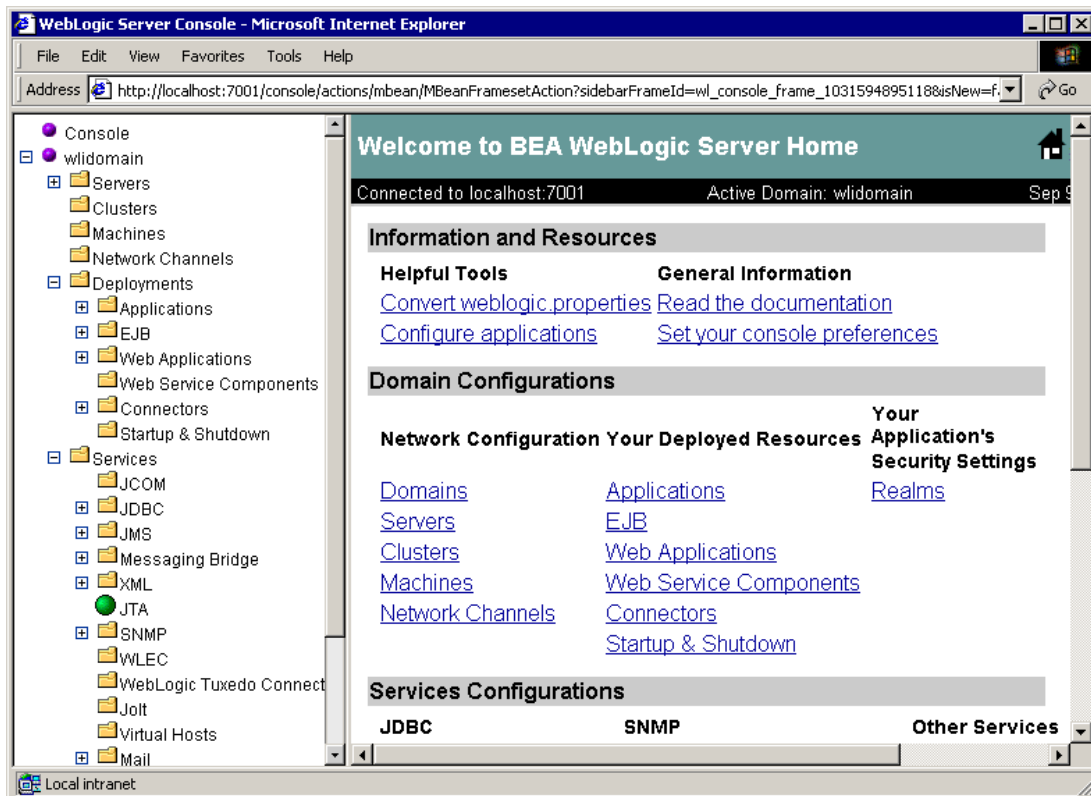 WebLogic Server Console - Microsoft Internet Explorer
File Edit View Favorites Tools Help
Address http://localhost:7001/console/actions/mbean/MBeanFramesetAction?sidebarFrameId=wl_console_frame_1031594895118&isNew=f Go
Console
wlidomain
Servers
Clusters
Machines
Network Channels
Deployments
Applications
EJB
Web Applications
Web Service Components
Connectors
Startup & Shutdown
Services
JCOM
JDBC
JMS
Messaging Bridge
XML
JTA
SNMP
WLEC
WebLogic Tuedo Connect
Jolt
Virtual Hosts
Mail
Welcome to BEA WebLogic Server Home
Connected to localhost:7001 Active Domain: wlidomain Sep 9
Information and Resources
Helpful Tools General Information
Convert weblogic.properties Read the documentation
Configure applications Set your console preferences
Domain Configurations
Network Configuration Your Deployed Resources Your Application's Security Settings
Domains Applications Realms
Servers EJB
Clusters Web Applications
Machines Web Service Components
Network Channels Connectors
Startup & Shutdown
Services Configurations
JDBC SNMP Other Services
Local intranet